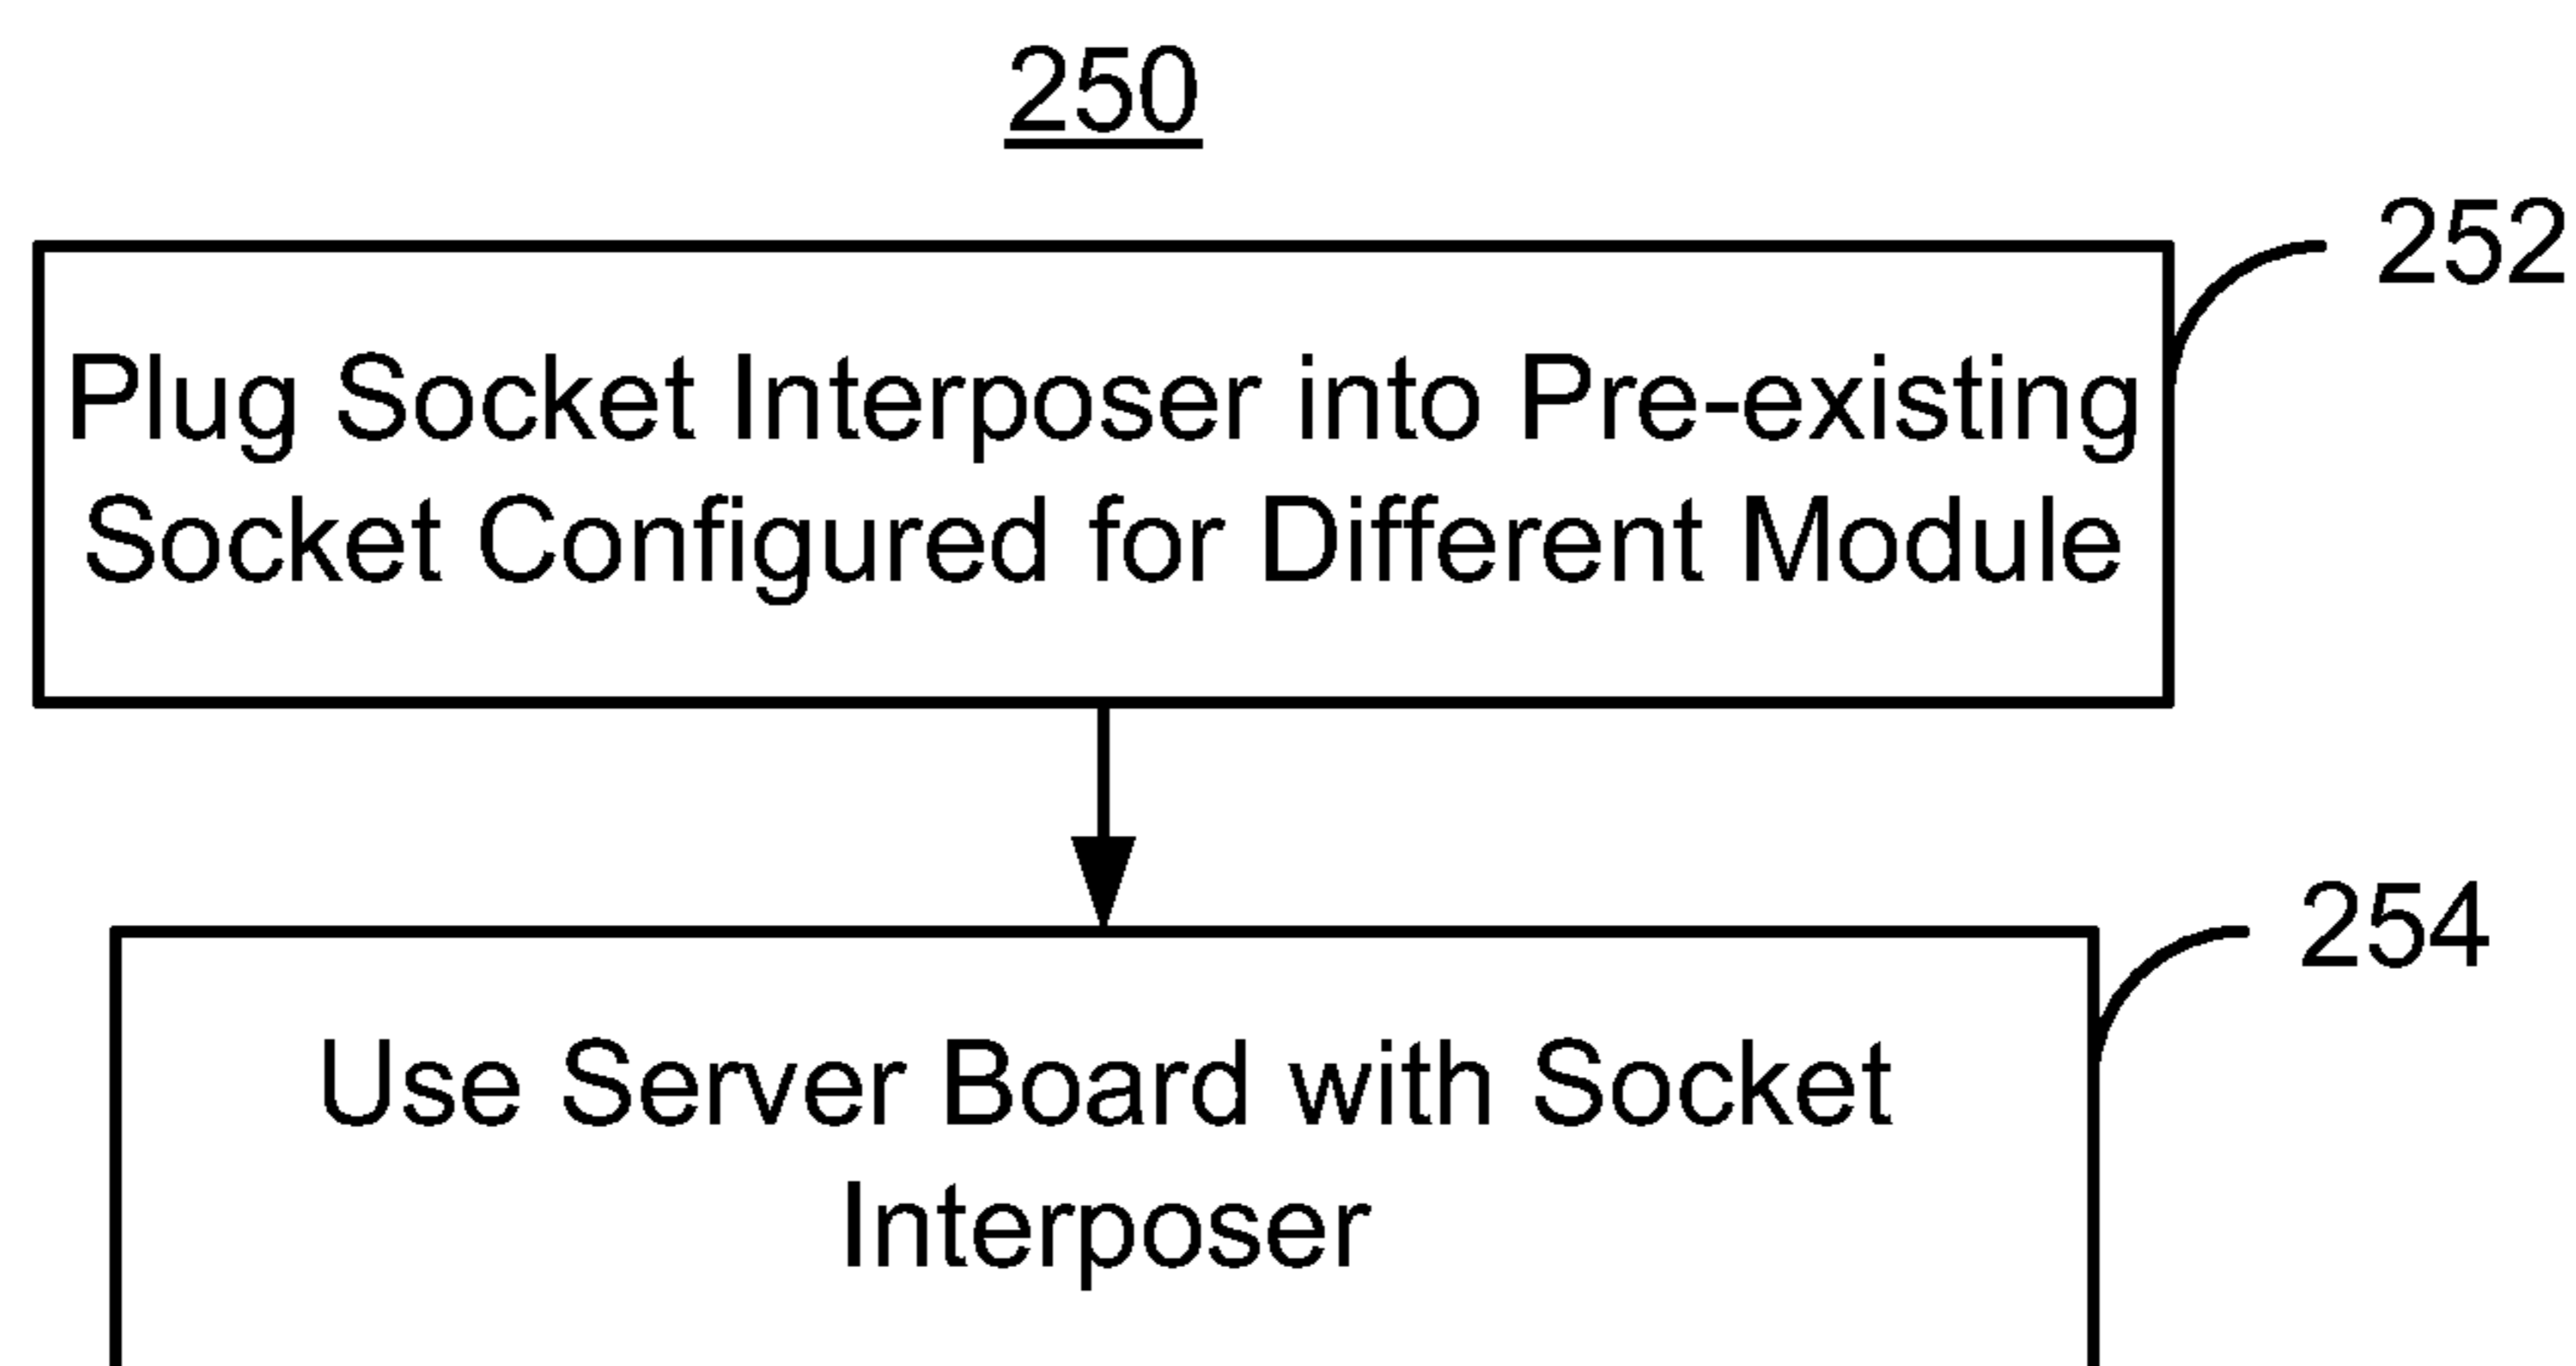 250
252
Plug Socket Interposer into Pre-existing
Socket Configured for Different Module
254
Use Server Board with Socket
Interposer